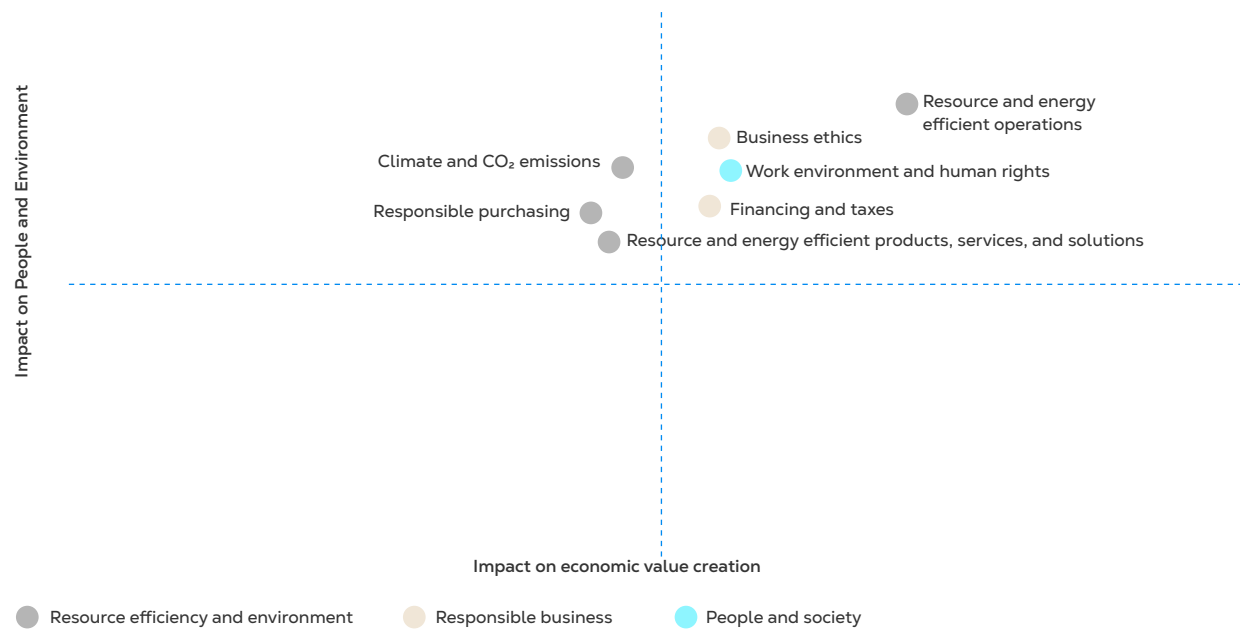 Impact on People and Environment
Resource and energy
efficient operations
Business ethics
Climate and CO₂ emissions
Work environment and human rights
Responsible purchasing
Financing and taxes
Resource and energy efficient products, services, and solutions
Impact on economic value creation
Resource efficiency and environment
Responsible business
People and society